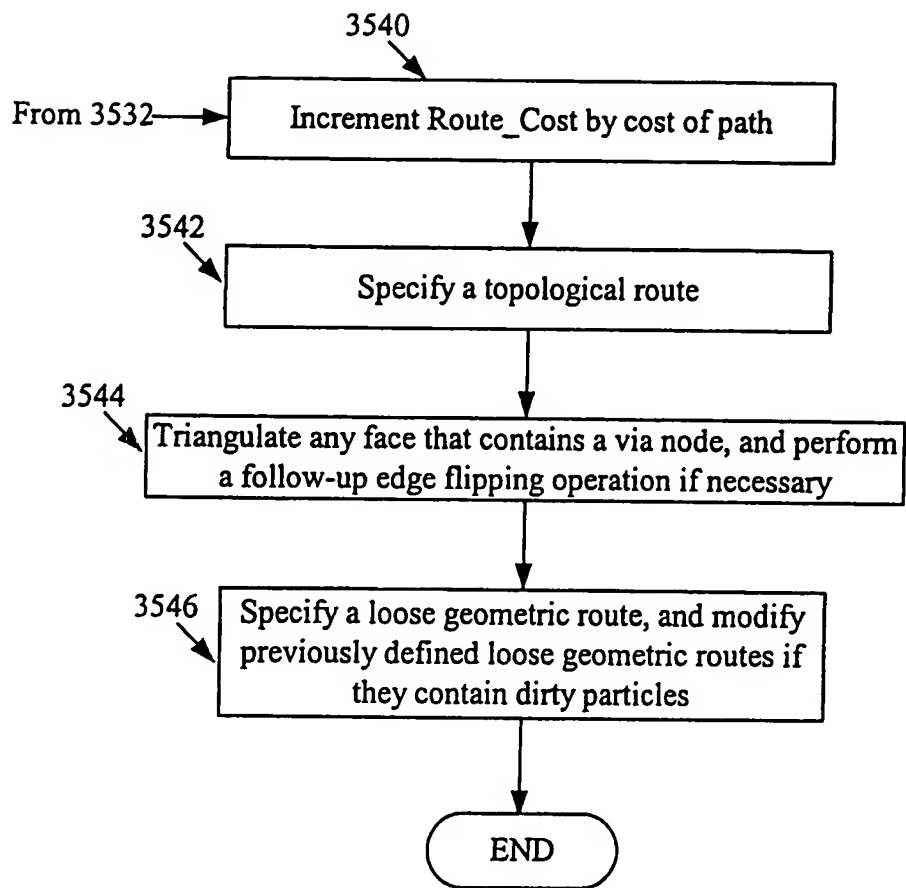 3540
From 3532
Increment Route_Cost by cost of path
3542
Specify a topological route
3544
Triangulate any face that contains a via node, and perform
a follow-up edge flipping operation if necessary
3546
Specify a loose geometric route, and modify
previously defined loose geometric routes if
they contain dirty particles
END